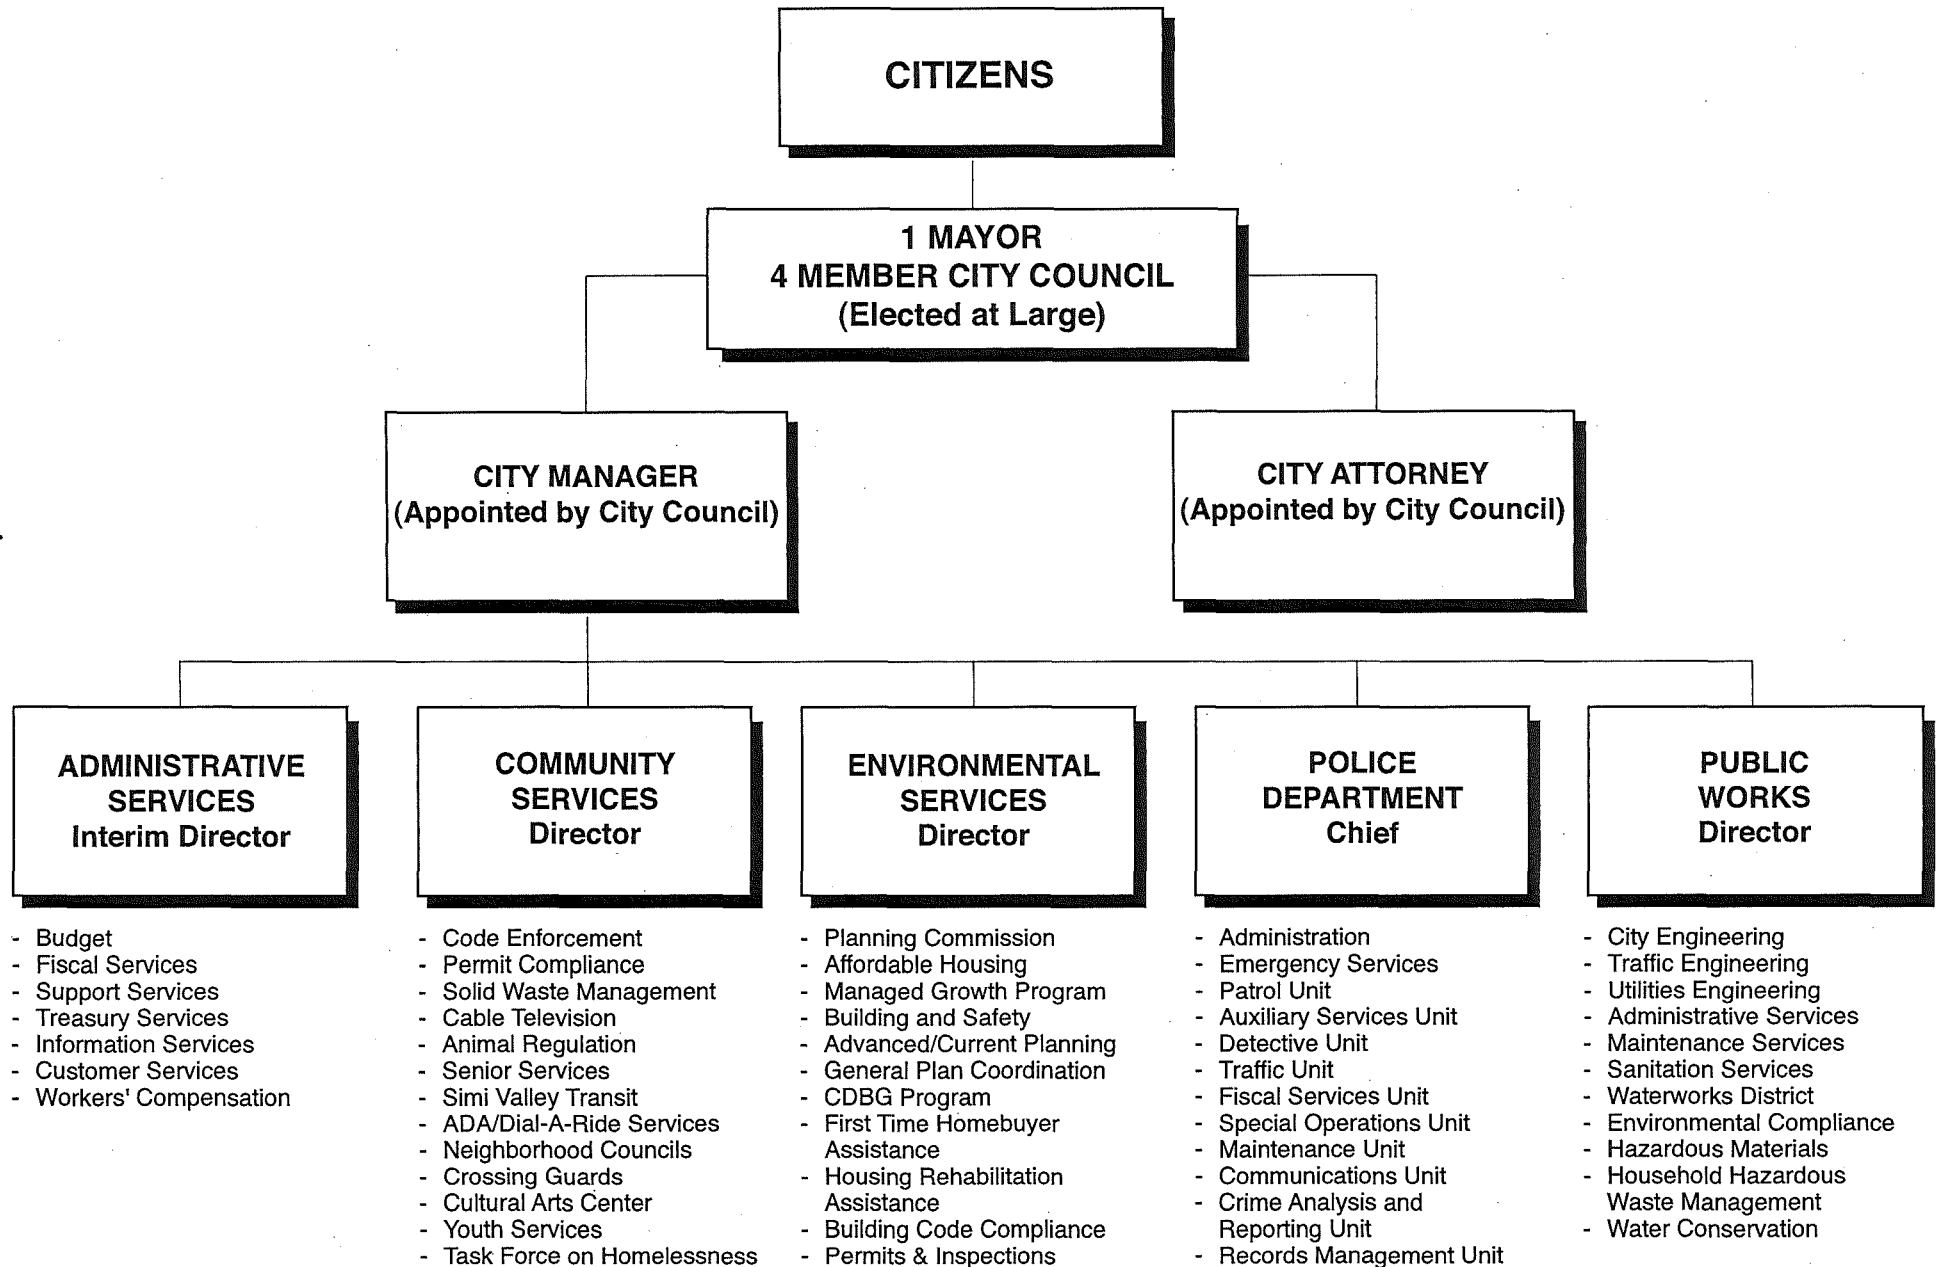 CITIZENS
1 MAYOR
4 MEMBER CITY COUNCIL
(Elected at Large)
CITY MANAGER
(Appointed by City Council)
CITY ATTORNEY
(Appointed by City Council)
ADMINISTRATIVE
SERVICES
Interim Director
- Budget
- Fiscal Services
- Support Services
- Treasury Services
- Information Services
- Customer Services
- Workers' Compensation
COMMUNITY
SERVICES
Director
- Code Enforcement
- Permit Compliance
- Solid Waste Management
- Cable Television
- Animal Regulation
- Senior Services
- Simi Valley Transit
- ADA/Dial-A-Ride Services
- Neighborhood Councils
- Crossing Guards
- Cultural Arts Center
- Youth Services
- Task Force on Homelessness
ENVIRONMENTAL
SERVICES
Director
- Planning Commission
- Affordable Housing
- Managed Growth Program
- Building and Safety
- Advanced/Current Planning
- General Plan Coordination
- CDBG Program
- First Time Homebuyer
Assistance
- Housing Rehabilitation
Assistance
- Building Code Compliance
- Permits & Inspections
POLICE
DEPARTMENT
Chief
- Administration
- Emergency Services
- Patrol Unit
- Auxiliary Services Unit
- Detective Unit
- Traffic Unit
- Fiscal Services Unit
- Special Operations Unit
- Maintenance Unit
- Communications Unit
- Crime Analysis and
Reporting Unit
- Records Management Unit
PUBLIC
WORKS
Director
- City Engineering
- Traffic Engineering
- Utilities Engineering
- Administrative Services
- Maintenance Services
- Sanitation Services
- Waterworks District
- Environmental Compliance
- Hazardous Materials
- Household Hazardous
Waste Management
- Water Conservation